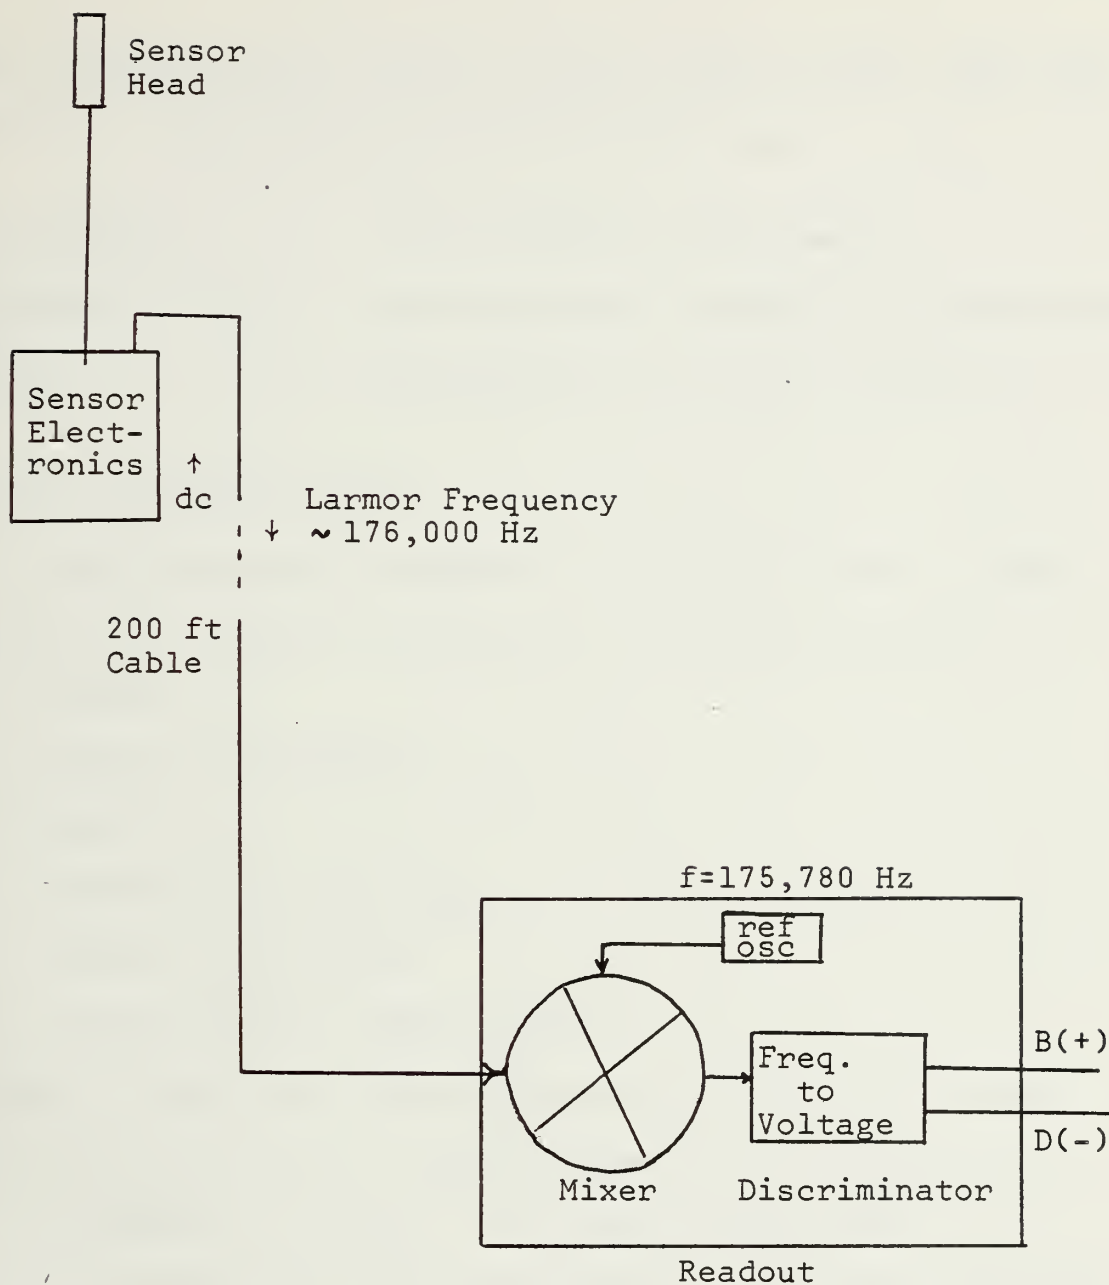 Sensor
Head
Sensor
Elect-
ronics
↑
dc
Larmor Frequency
↓ ~ 176,000 Hz
200 ft
Cable
f=175,780 Hz
ref
osc
Freq.
to
Voltage
B(+)
D(-)
Mixer
Discriminator
Readout